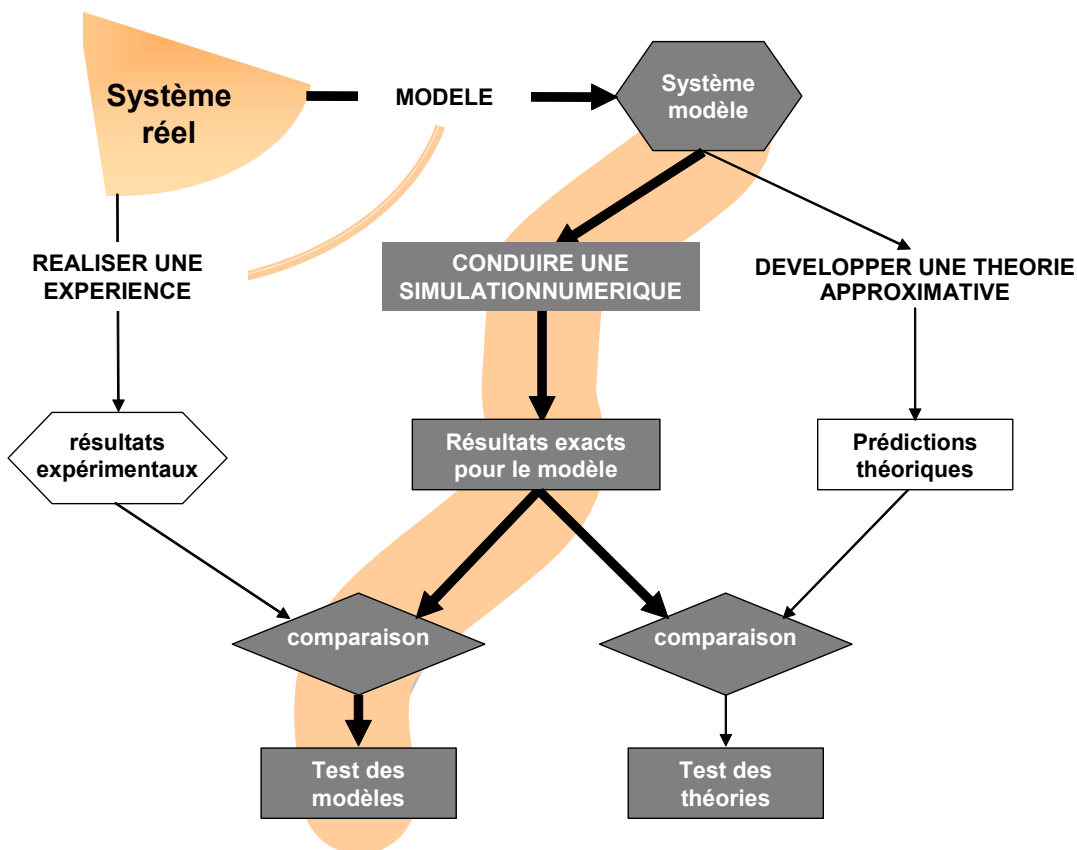 Système
réel
MODELE
Système
modèle
REALISER UNE
EXPERIENCE
CONDUIRE UNE
SIMULATIONNUMERIQUE
DEVELOPPER UNE THEORIE
APPROXIMATIVE
résultats
expérimentaux
Résultats exacts
pour le modèle
Prédictions
théoriques
comparaison
comparaison
Test des
modèles
Test des
théories